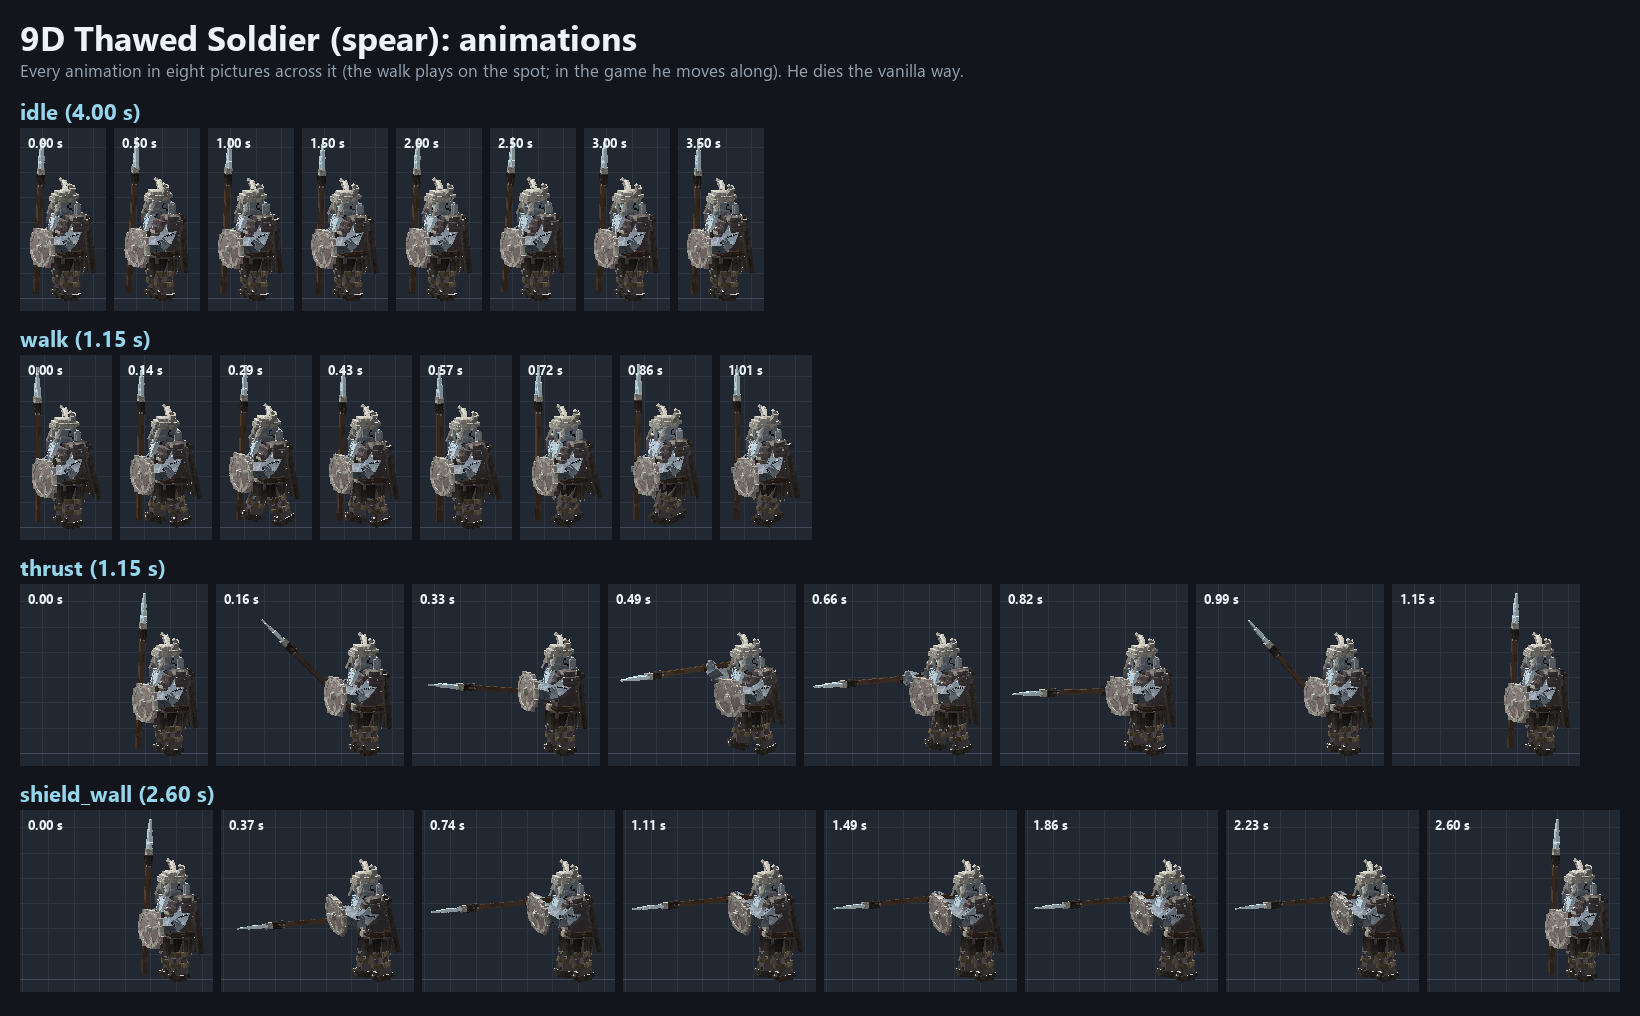 9D Thawed Soldier (spear): animations
Every animation in eight pictures across it (the walk plays on the spot; in the game he moves along). He dies the vanilla way.
idle (4.00 s)
0.00 s 0.50 s 1.00 s 1.50 s 2.00 s 2.50 s 3.00 s 3.50 s
walk (1.15 s)
0.00 s 0.14 s 0.29 s 0.43 s 0.57 s 0.72 s 0.86 s 1.01 s
thrust (1.15 s)
0.00 s 0.16 s 0.33 s 0.49 s 0.66 s 0.82 s 0.99 s 1.15 s
shield_wall (2.60 s)
0.00 s 0.37 s 0.74 s 1.11 s 1.49 s 1.86 s 2.23 s 2.60 s